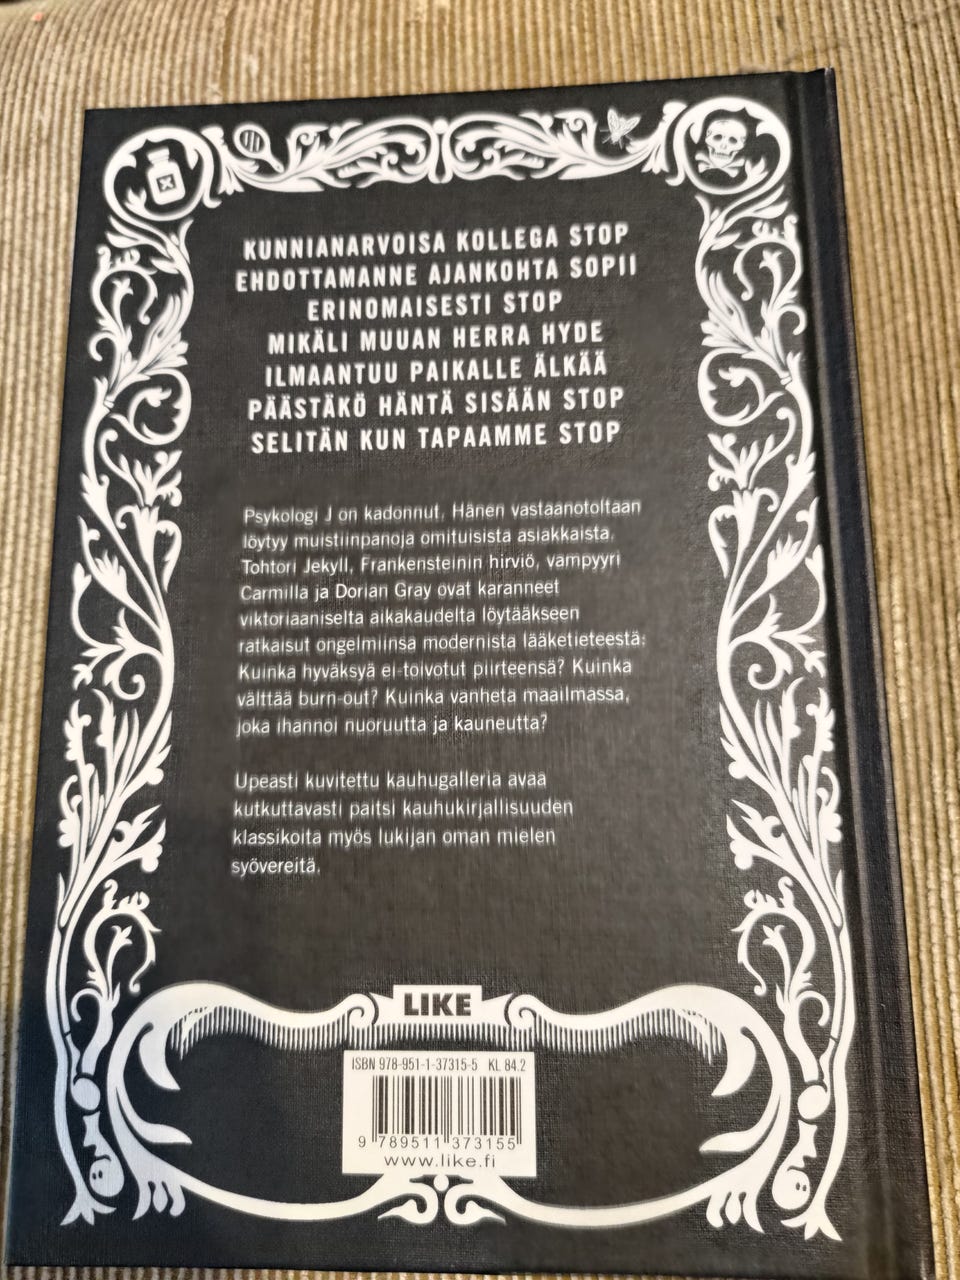 KUNNIANARVOISA KOLLEGA STOP
EHDOTTAMANNE AJANKOHTA SOPII
ERINOMAISESTI STOP
MIKÄLI MUUAN HERRA HYDE
ILMAANTUU PAIKALLE ÄLKÄÄ
PÄÄSTÄKÖ HÄNTÄ SISÄÄN STOP
SELITÄN KUN TAPAAMME STOP
Psykologi J on kadonnut. Hänen vastaanotoltaan
löytyy muistiinpanoja omituisista asiakkaista.
Tohtori Jekyll, Frankensteinin hirviö, vampyyri
Carmilla ja Dorian Gray ovat karanneet
viktoriaaniselta aikakaudelta löytääkseen
ratkaisut ongelmiinsa modernista lääketieteestä:
Kuinka hyväksyä ei-toivotut piirteensä? Kuinka
välttää burn-out? Kuinka vanheta maailmassa,
joka ihannoi nuoruutta ja kauneutta?
Upeasti kuvitettu kauhugalleria avaa
kutkuttavasti paitsi kauhukirjallisuuden
klassikoita myös lukijan oman mielen
syövereitä.
LIKE
ISBN 978-951-1-37315-5 KL 84.2
9 789511 373155
www.like.fi